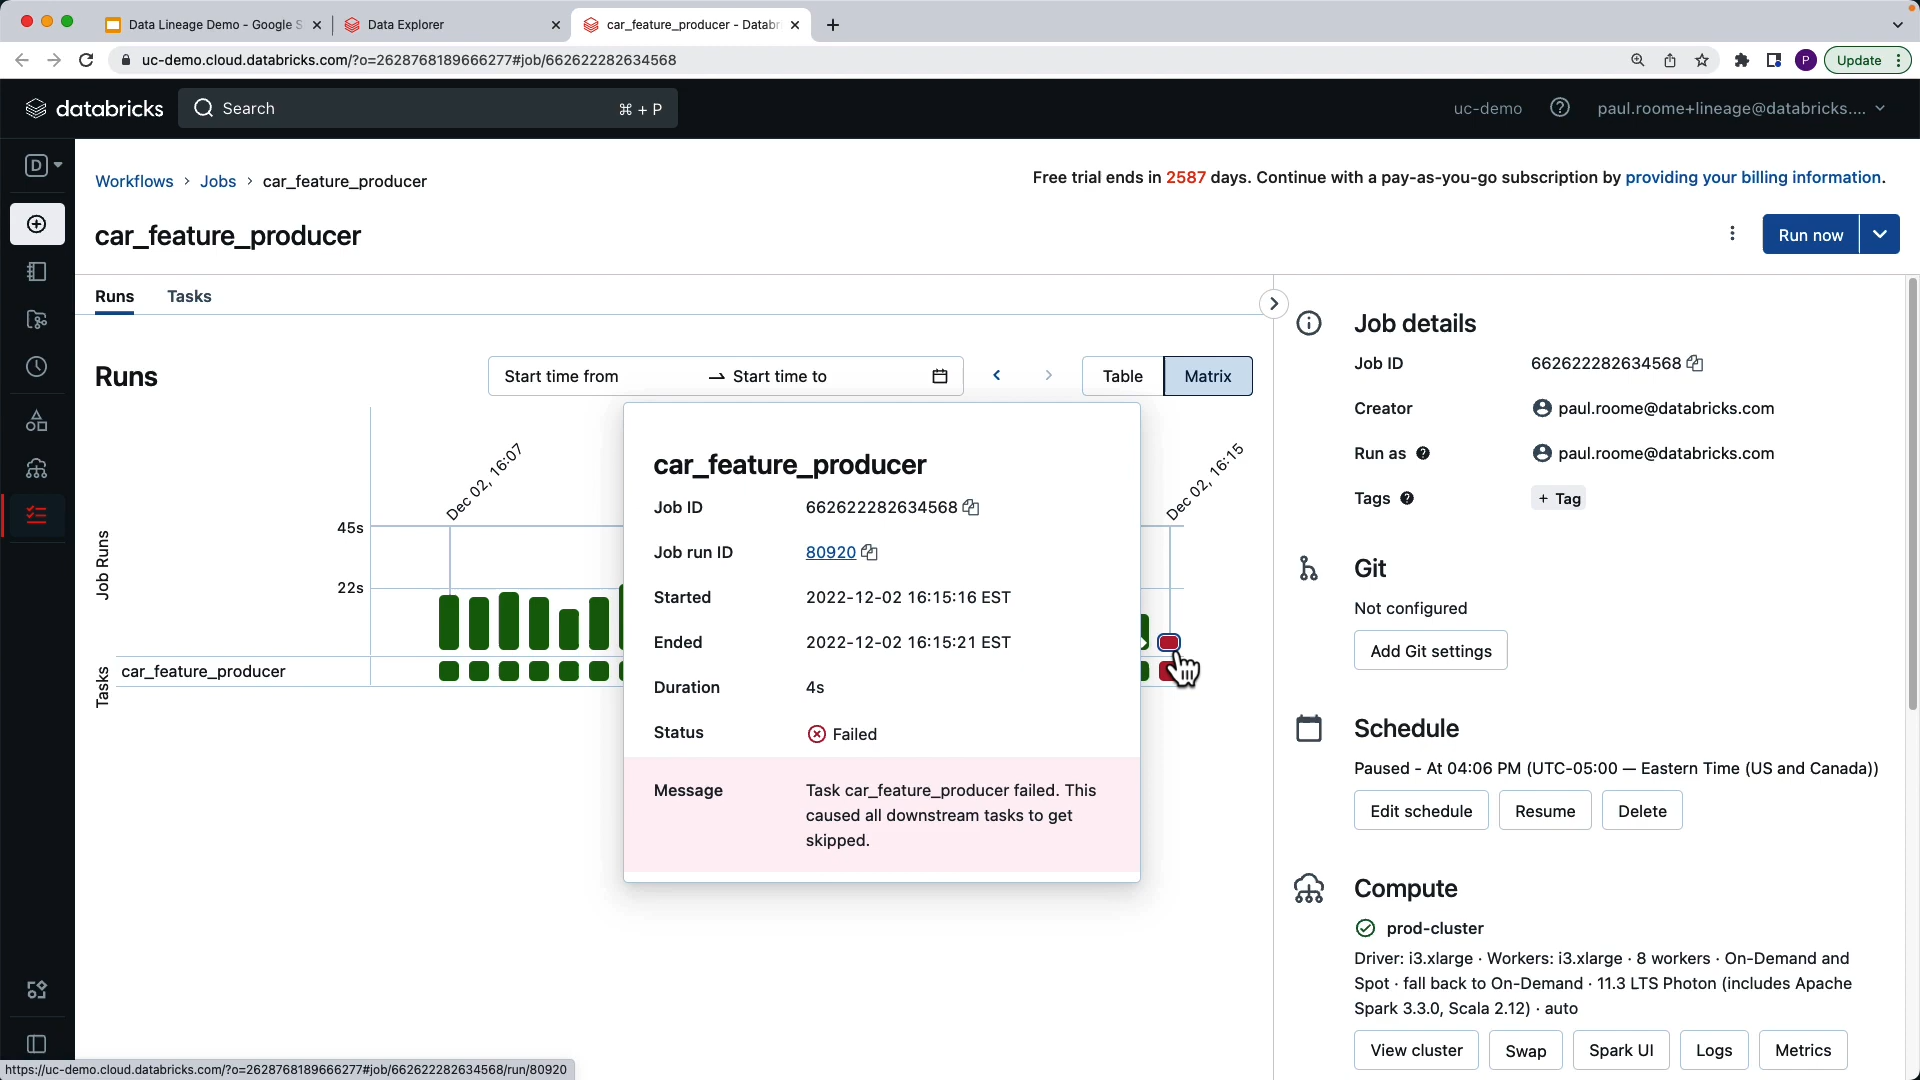 Data Lineage Demo - Google S
Data Explorer
car_feature_producer - Datab
uc-demo.cloud.databricks.com/?o=2628768189666277#job/662622282634568
P
Update
databricks
Search
⌘ + P
uc-demo
paul.roome+lineage@databricks....
D
Workflows › Jobs › car_feature_producer
Free trial ends in 2587 days. Continue with a pay-as-you-go subscription by providing your billing information.
car_feature_producer
Run now
Runs
Tasks
Runs
Start time from → Start time to
Table
Matrix
Dec 02, 16:07
Dec 02, 16:15
45s
22s
Job Runs
Tasks
car_feature_producer
car_feature_producer
Job ID 662622282634568
Job run ID 80920
Started 2022-12-02 16:15:16 EST
Ended 2022-12-02 16:15:21 EST
Duration 4s
Status Failed
Message Task car_feature_producer failed. This
caused all downstream tasks to get
skipped.
Job details
Job ID 662622282634568
Creator paul.roome@databricks.com
Run as paul.roome@databricks.com
Tags + Tag
Git
Not configured
Add Git settings
Schedule
Paused - At 04:06 PM (UTC-05:00 — Eastern Time (US and Canada))
Edit schedule
Resume
Delete
Compute
prod-cluster
Driver: i3.xlarge · Workers: i3.xlarge · 8 workers · On-Demand and
Spot · fall back to On-Demand · 11.3 LTS Photon (includes Apache
Spark 3.3.0, Scala 2.12) · auto
View cluster
Swap
Spark UI
Logs
Metrics
https://uc-demo.cloud.databricks.com/?o=2628768189666277#job/662622282634568/run/80920